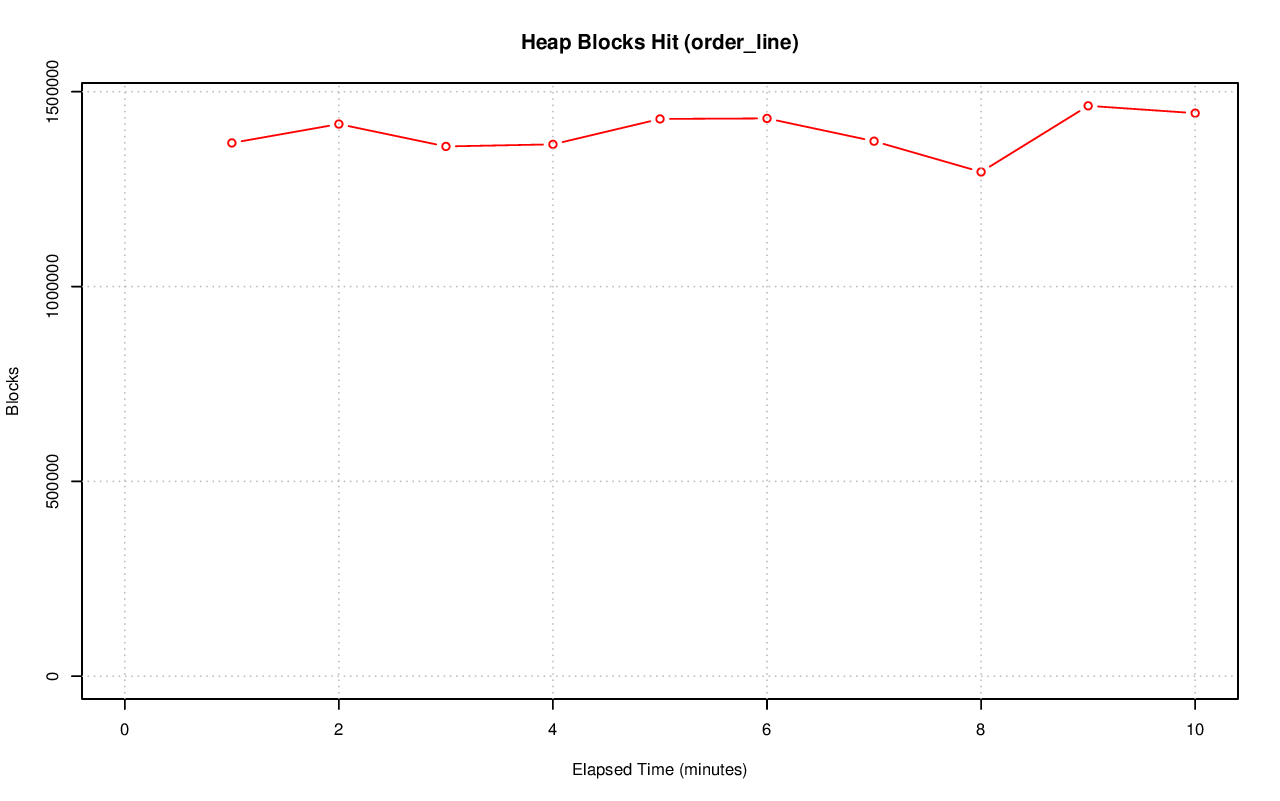 Heap Blocks Hit (order_line)
1500000
1000000
500000
0
Blocks
0 2 4 6 8 10
Elapsed Time (minutes)